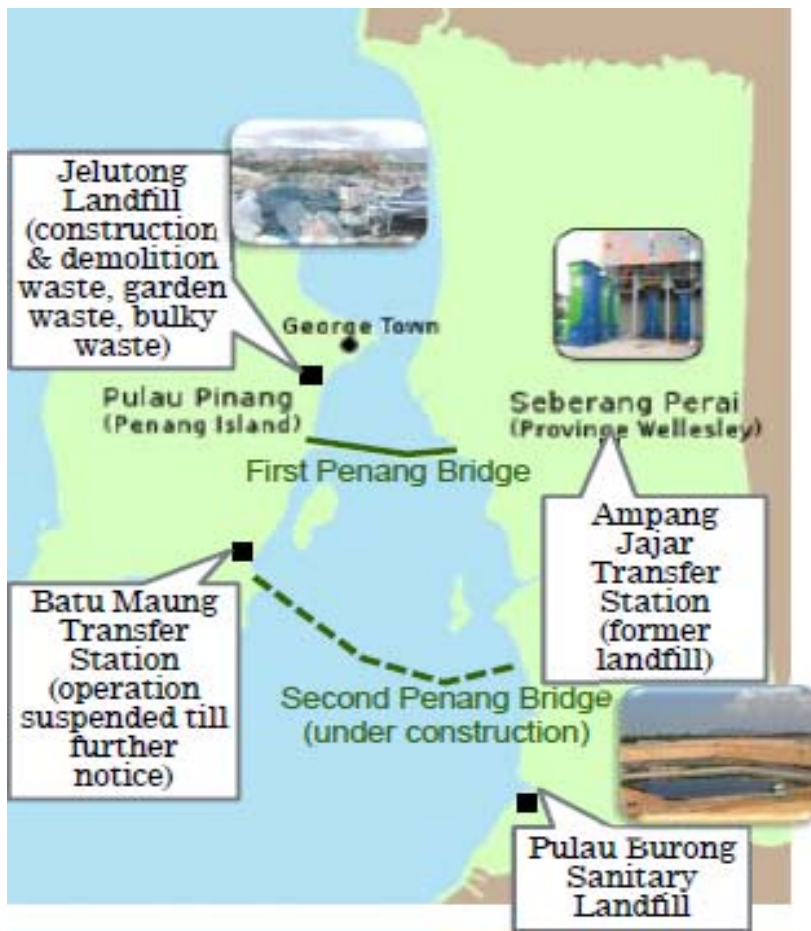 Jelutong
Landfill
(construction
& demolition
waste, garden
waste, bulky
waste)
George Town
Pulau Pinang
(Penang Island)
Seberang Perai
(Province Wellesley)
First Penang Bridge
Ampang
Jajar
Transfer
Station
(former
landfill)
Batu Maung
Transfer
Station
(operation
suspended till
further
notice)
Second Penang Bridge
(under construction)
Pulau Burong
Sanitary
Landfill